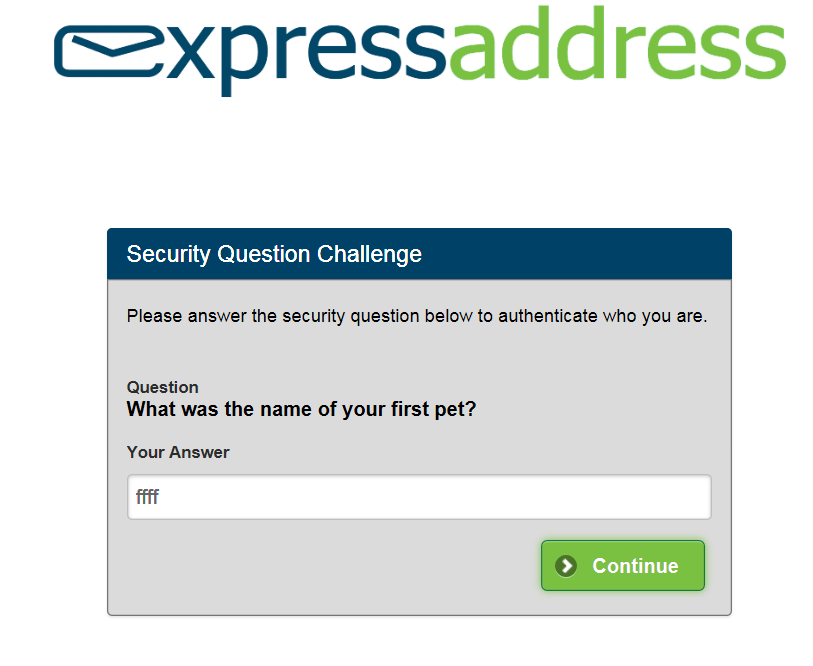 expressaddress
Security Question Challenge
Please answer the security question below to authenticate who you are.
Question
What was the name of your first pet?
Your Answer
ffff
Continue